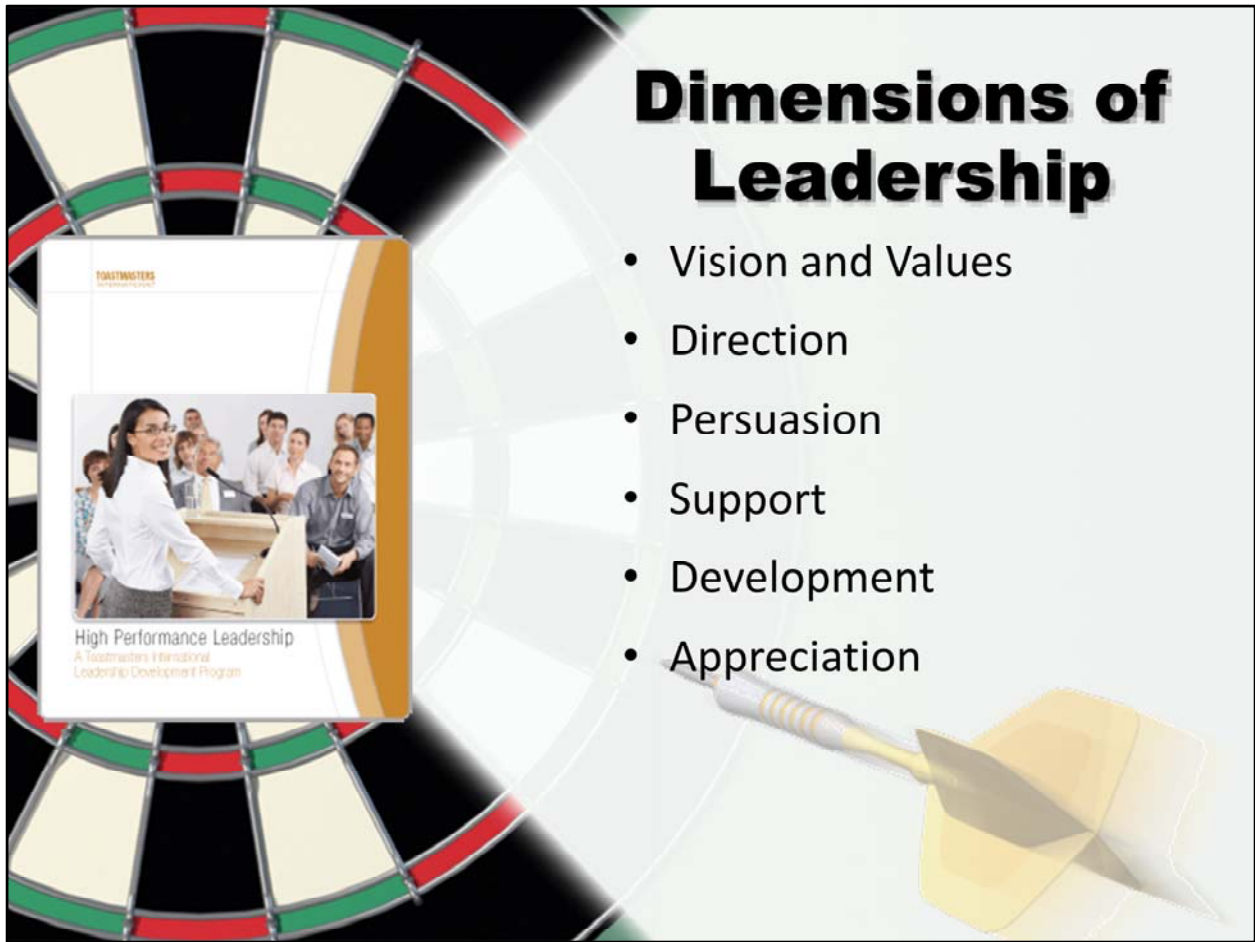 Dimensions of
Leadership
• Vision and Values
• Direction
• Persuasion
• Support
• Development
• Appreciation
TOASTMASTERS
INTERNATIONAL
High Performance Leadership
A Toastmasters International
Leadership Development Program